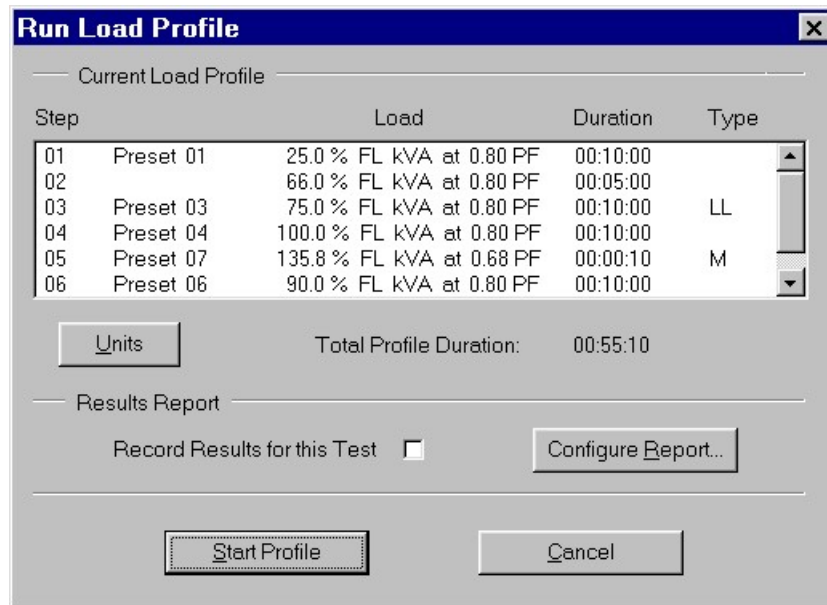 Run Load Profile
Current Load Profile
Step Load Duration Type
01 Preset 01 25.0 % FL kVA at 0.80 PF 00:10:00
02 66.0 % FL kVA at 0.80 PF 00:05:00
03 Preset 03 75.0 % FL kVA at 0.80 PF 00:10:00 LL
04 Preset 04 100.0 % FL kVA at 0.80 PF 00:10:00
05 Preset 07 135.8 % FL kVA at 0.68 PF 00:00:10 M
06 Preset 06 90.0 % FL kVA at 0.80 PF 00:10:00
Units Total Profile Duration: 00:55:10
Results Report
Record Results for this Test Configure Report...
Start Profile Cancel